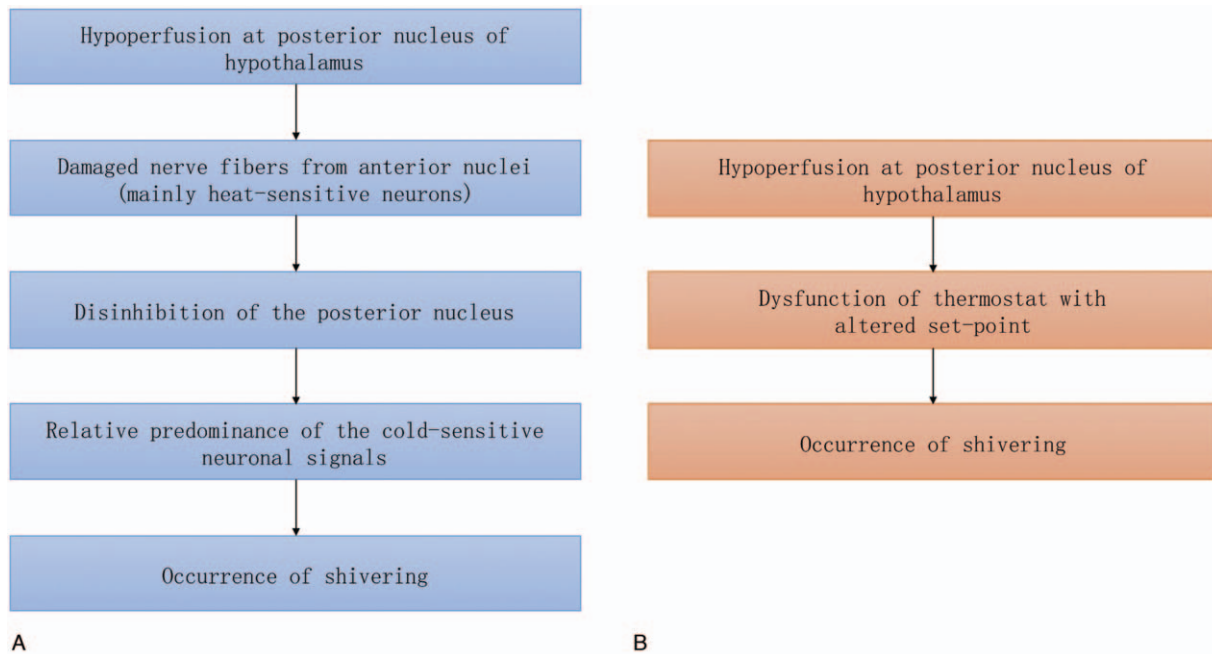 Hypoperfusion at posterior nucleus of
hypothalamus
Damaged nerve fibers from anterior nuclei
(mainly heat-sensitive neurons)
Disinhibition of the posterior nucleus
Relative predominance of the cold-sensitive
neuronal signals
Occurrence of shivering
A
Hypoperfusion at posterior nucleus of
hypothalamus
Dysfunction of thermostat with
altered set-point
Occurrence of shivering
B